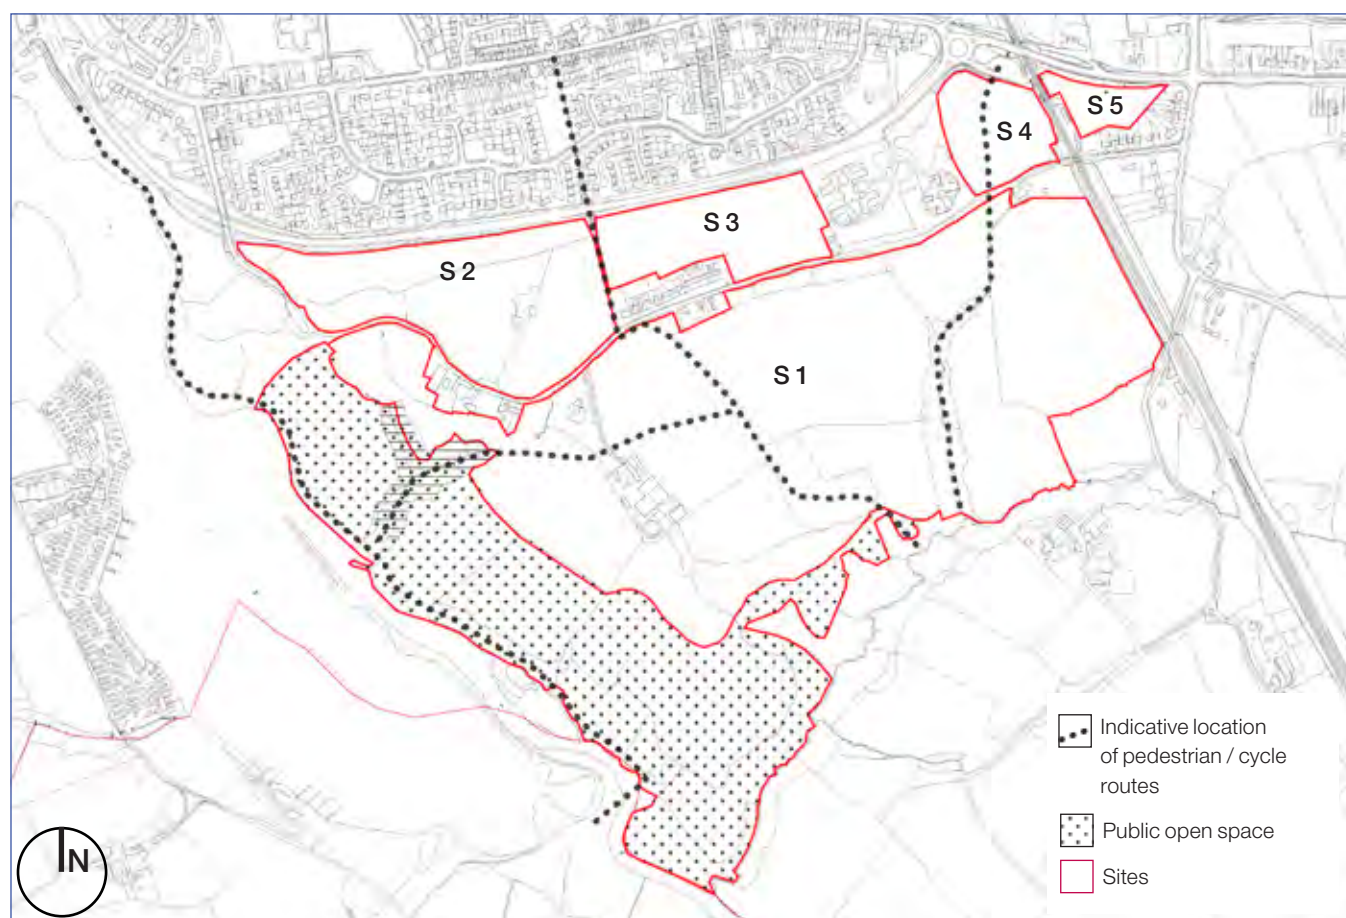 S 5
S 4
S 3
S 2
S 1
Indicative location
of pedestrian / cycle
routes
Public open space
Sites
N